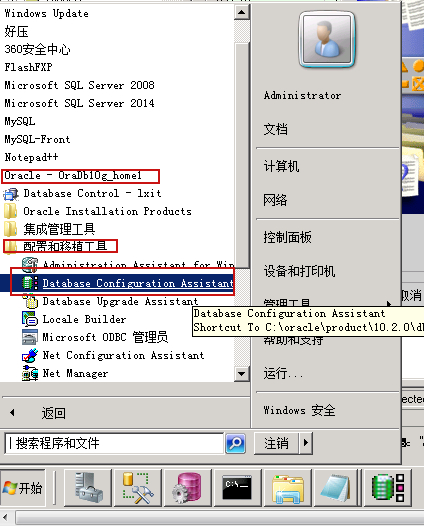 Windows Update
好压
360安全中心
FlashFXP
Microsoft SQL Server 2008
Microsoft SQL Server 2014
MySQL
MySQL-Front
Notepad++
Oracle - OraDb10g_home1
Database Control - lxit
Oracle Installation Products
集成管理工具
配置和移植工具
Administration Assistant for Win
Database Configuration Assistant
Database Upgrade Assistant
Locale Builder
Microsoft ODBC 管理员
Net Configuration Assistant
Net Manager
返回
搜索程序和文件
Administrator
文档
计算机
网络
控制面板
设备和打印机
管理工具
Database Configuration Assistant
Shortcut To C:\oracle\product\10.2.0\d
帮助和支持
运行...
Windows 安全
注销
取消
ected
开始
C:\